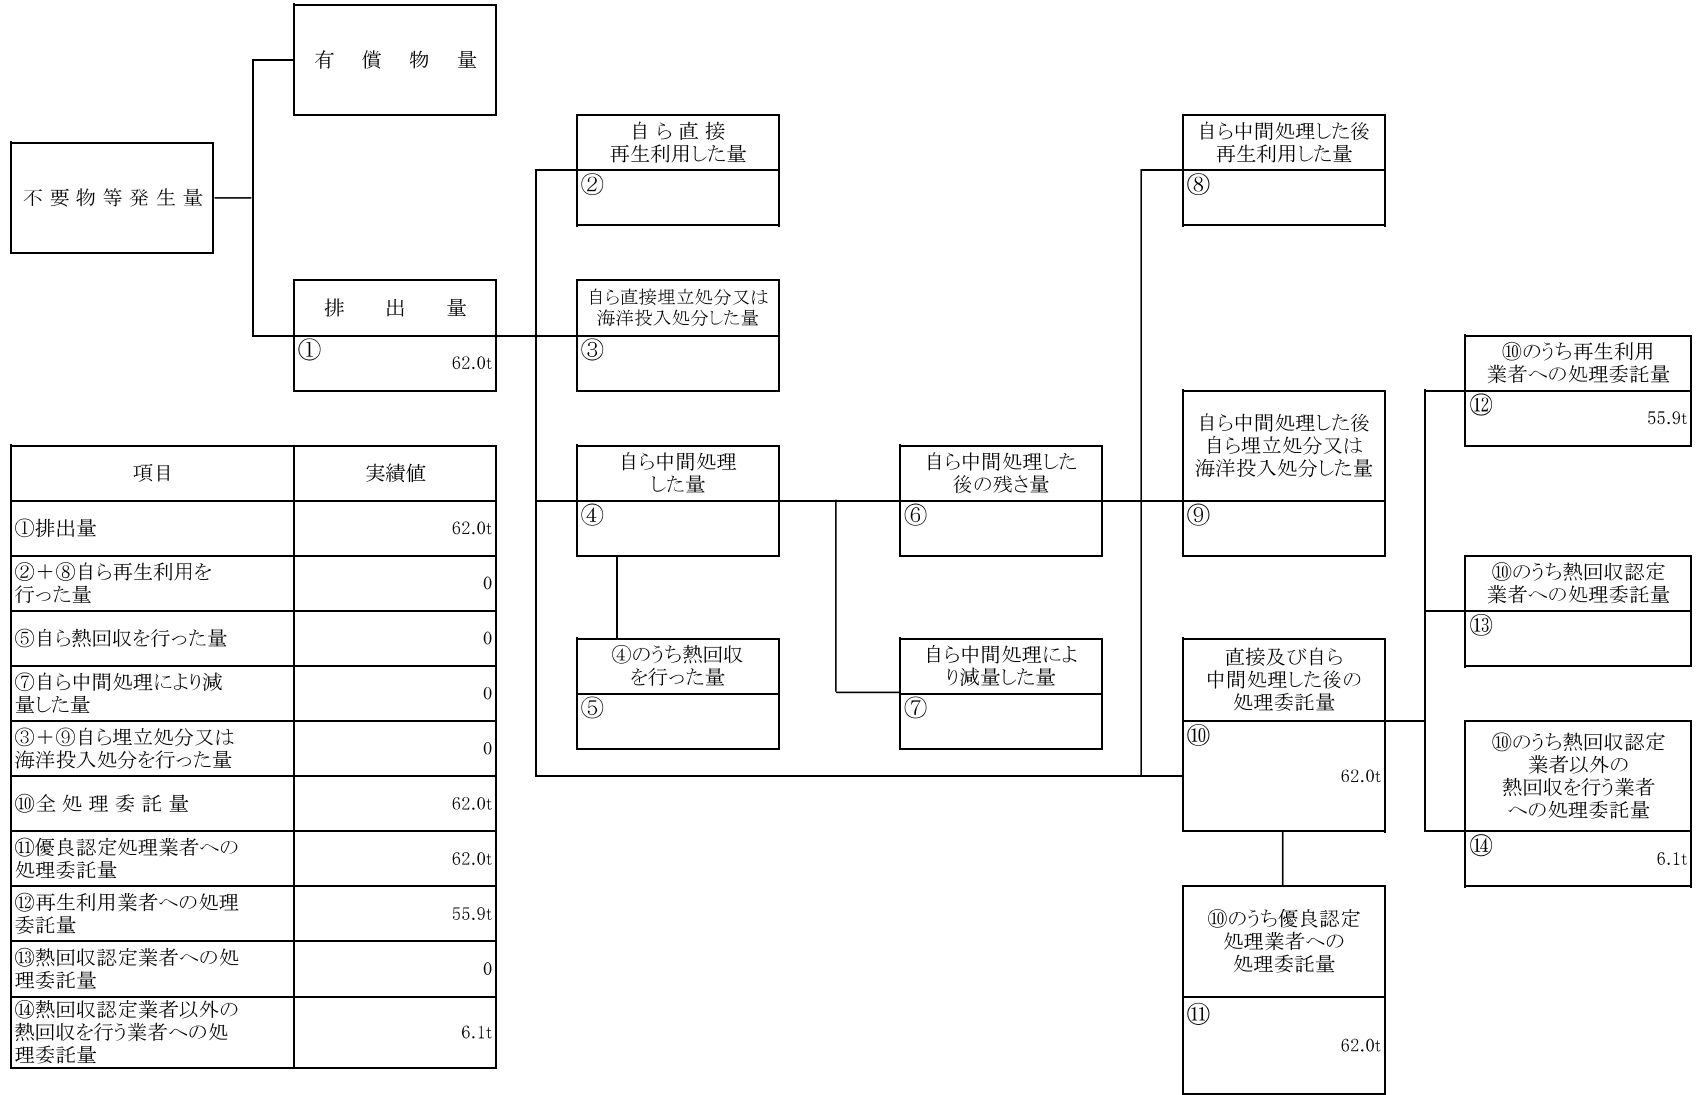 有償物量
不要物等発生量
排出量
①
62.0t
自ら直接
再生利用した量
②
自ら直接埋立処分又は
海洋投入処分した量
③
自ら中間処理
した量
④
④のうち熱回収
を行った量
⑤
自ら中間処理した
後の残さ量
⑥
自ら中間処理によ
り減量した量
⑦
自ら中間処理した後
再生利用した量
⑧
自ら中間処理した後
自ら埋立処分又は
海洋投入処分した量
⑨
直接及び自ら
中間処理した後の
処理委託量
⑩
62.0t
⑩のうち優良認定
処理業者への
処理委託量
⑪
62.0t
⑩のうち再生利用
業者への処理委託量
⑫
55.9t
⑩のうち熱回収認定
業者への処理委託量
⑬
⑩のうち熱回収認定
業者以外の
熱回収を行う業者
への処理委託量
⑭
6.1t
項目 実績値
①排出量 62.0t
②＋⑧自ら再生利用を
行った量 0
⑤自ら熱回収を行った量 0
⑦自ら中間処理により減
量した量 0
③＋⑨自ら埋立処分又は
海洋投入処分を行った量 0
⑩全処理委託量 62.0t
⑪優良認定処理業者への
処理委託量 62.0t
⑫再生利用業者への処理
委託量 55.9t
⑬熱回収認定業者への処
理委託量 0
⑭熱回収認定業者以外の
熱回収を行う業者への処
理委託量 6.1t